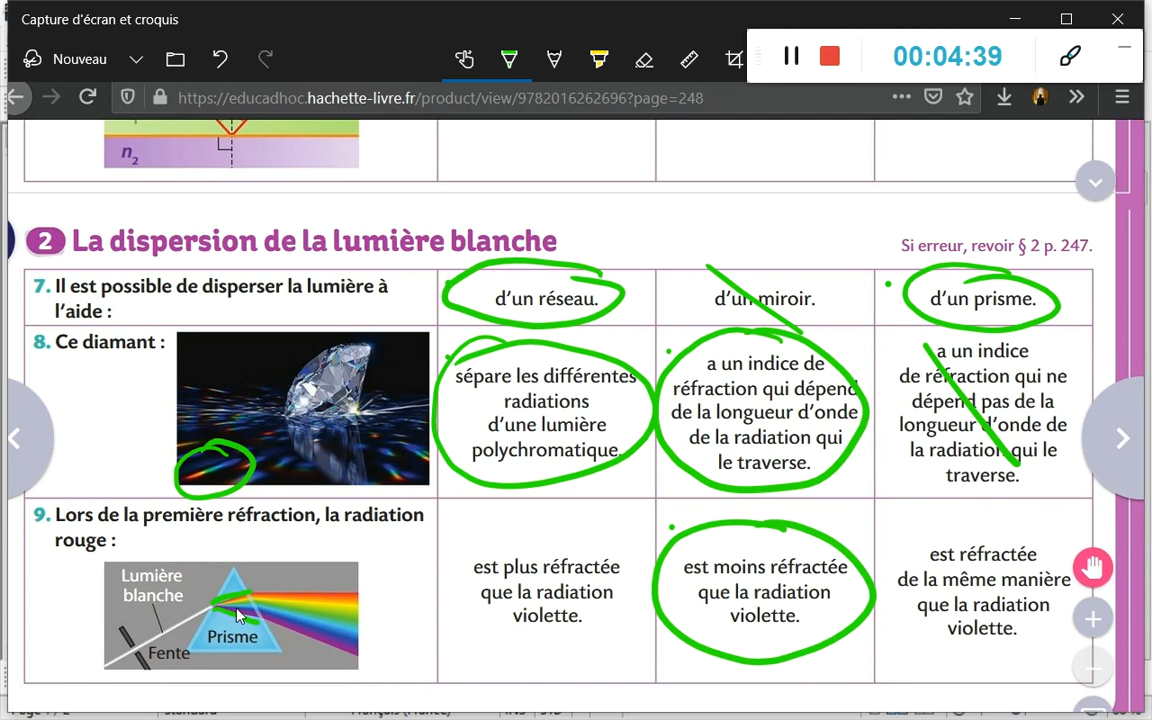 Capture d'écran et croquis
Nouveau
00:04:39
https://educadhoc.hachette-livre.fr/product/view/9782016262696?page=248
n2
2 La dispersion de la lumière blanche
Si erreur, revoir § 2 p. 247.
7. Il est possible de disperser la lumière à
l'aide :
d'un réseau.
d'un miroir.
d'un prisme.
8. Ce diamant :
sépare les différentes
radiations
d'une lumière
polychromatique.
a un indice de
réfraction qui dépend
de la longueur d'onde
de la radiation qui
le traverse.
a un indice
de réfraction qui ne
dépend pas de la
longueur d'onde de
la radiation qui le
traverse.
9. Lors de la première réfraction, la radiation
rouge :
Lumière
blanche
Prisme
Fente
est plus réfractée
que la radiation
violette.
est moins réfractée
que la radiation
violette.
est réfractée
de la même manière
que la radiation
violette.